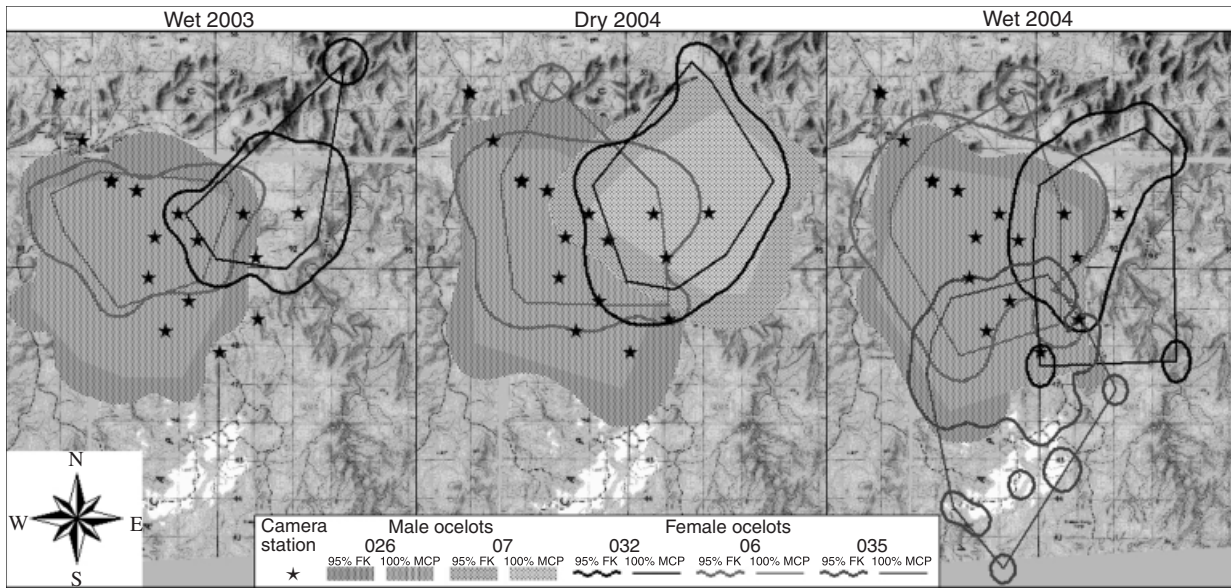 Wet 2003
Dry 2004
Wet 2004
N
W E
S
Camera station
Male ocelots
Female ocelots
026 07 032 06 035
95% FK 100% MCP 95% FK 100% MCP 95% FK 100% MCP 95% FK 100% MCP 95% FK 100% MCP